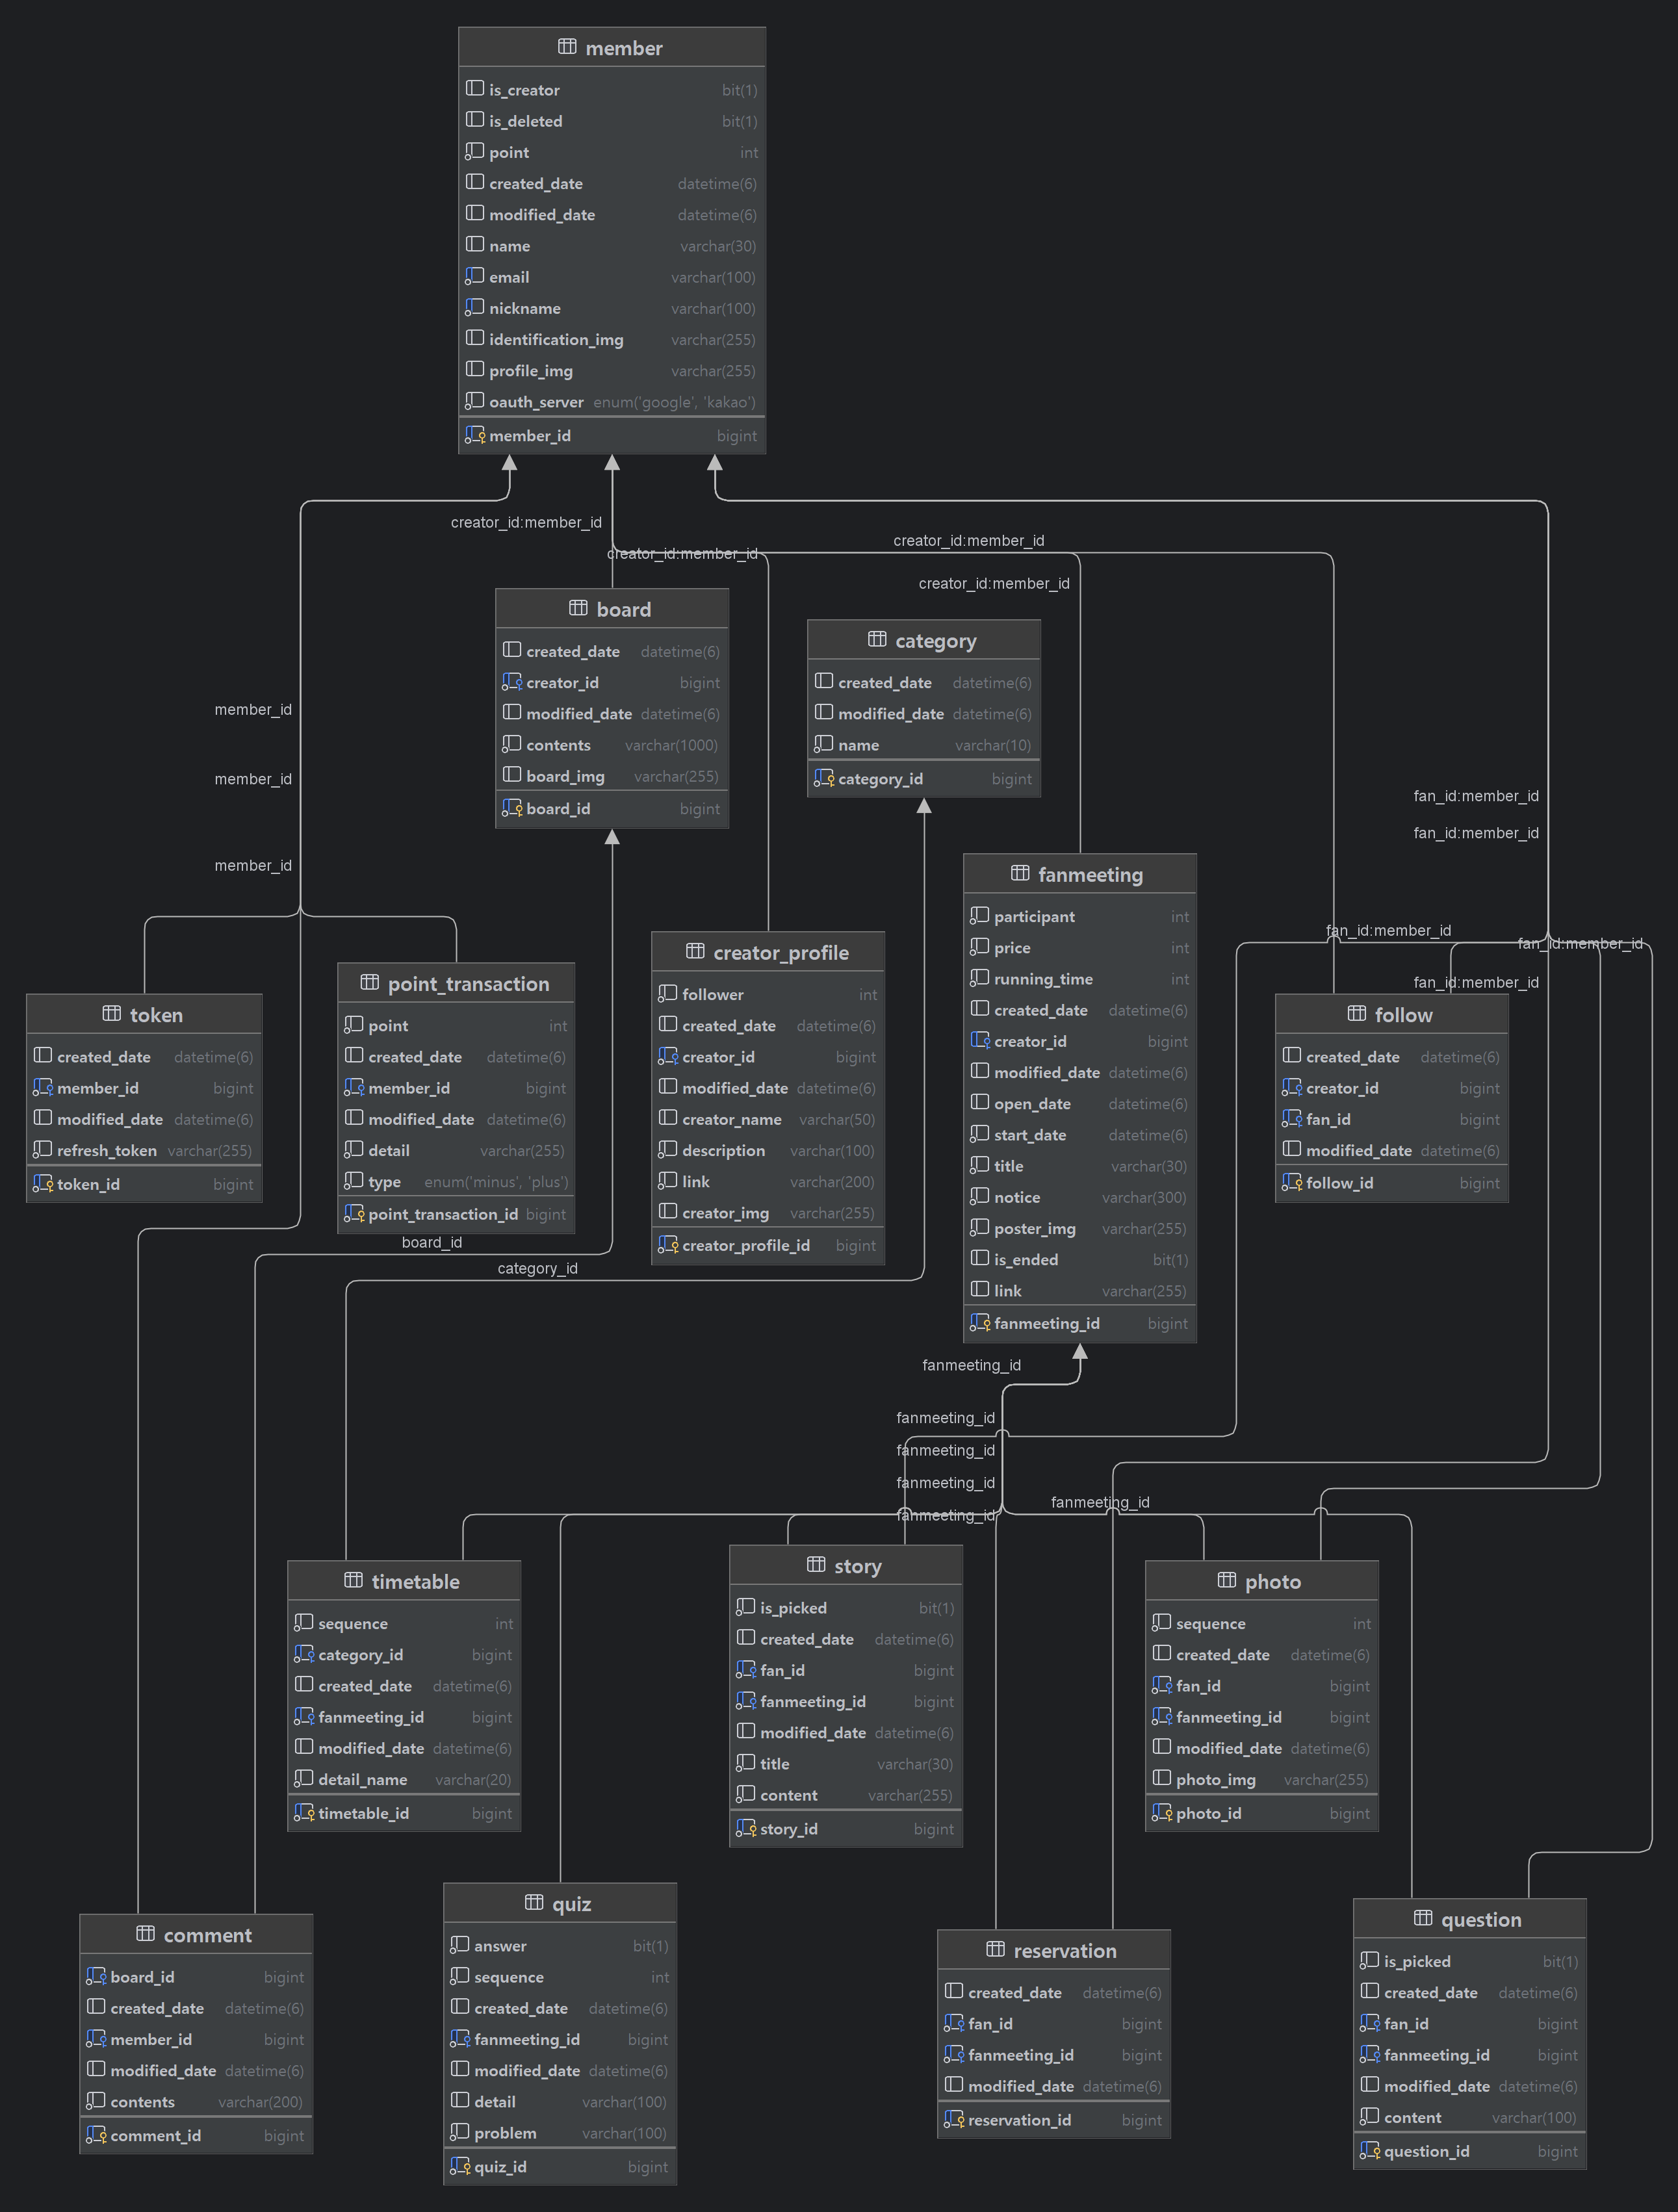 member
is_creator bit(1)
is_deleted bit(1)
point int
created_date datetime(6)
modified_date datetime(6)
name varchar(30)
email varchar(100)
nickname varchar(100)
identification_img varchar(255)
profile_img varchar(255)
oauth_server enum('google', 'kakao')
member_id bigint
creator_id:member_id
creator_id:member_id
creator_id:member_id
creator_id:member_id
board
created_date datetime(6)
creator_id bigint
modified_date datetime(6)
contents varchar(1000)
board_img varchar(255)
board_id bigint
category
created_date datetime(6)
modified_date datetime(6)
name varchar(10)
category_id bigint
member_id
member_id
member_id
fan_id:member_id
fan_id:member_id
fan_id:member_id
fan_id:member_id
fan_id:member_id
fanmeeting
participant int
price int
running_time int
created_date datetime(6)
creator_id bigint
modified_date datetime(6)
open_date datetime(6)
start_date datetime(6)
title varchar(30)
notice varchar(300)
poster_img varchar(255)
is_ended bit(1)
link varchar(255)
fanmeeting_id bigint
creator_profile
follower int
created_date datetime(6)
creator_id bigint
modified_date datetime(6)
creator_name varchar(50)
description varchar(100)
link varchar(200)
creator_img varchar(255)
creator_profile_id bigint
point_transaction
point int
created_date datetime(6)
member_id bigint
modified_date datetime(6)
detail varchar(255)
type enum('minus', 'plus')
point_transaction_id bigint
token
created_date datetime(6)
member_id bigint
modified_date datetime(6)
refresh_token varchar(255)
token_id bigint
follow
created_date datetime(6)
creator_id bigint
fan_id bigint
modified_date datetime(6)
follow_id bigint
board_id
category_id
fanmeeting_id
fanmeeting_id
fanmeeting_id
fanmeeting_id
fanmeeting_id
fanmeeting_id
timetable
sequence int
category_id bigint
created_date datetime(6)
fanmeeting_id bigint
modified_date datetime(6)
detail_name varchar(20)
timetable_id bigint
story
is_picked bit(1)
created_date datetime(6)
fan_id bigint
fanmeeting_id bigint
modified_date datetime(6)
title varchar(30)
content varchar(255)
story_id bigint
photo
sequence int
created_date datetime(6)
fan_id bigint
fanmeeting_id bigint
modified_date datetime(6)
photo_img varchar(255)
photo_id bigint
comment
board_id bigint
created_date datetime(6)
member_id bigint
modified_date datetime(6)
contents varchar(200)
comment_id bigint
quiz
answer bit(1)
sequence int
created_date datetime(6)
fanmeeting_id bigint
modified_date datetime(6)
detail varchar(100)
problem varchar(100)
quiz_id bigint
reservation
created_date datetime(6)
fan_id bigint
fanmeeting_id bigint
modified_date datetime(6)
reservation_id bigint
question
is_picked bit(1)
created_date datetime(6)
fan_id bigint
fanmeeting_id bigint
modified_date datetime(6)
content varchar(100)
question_id bigint